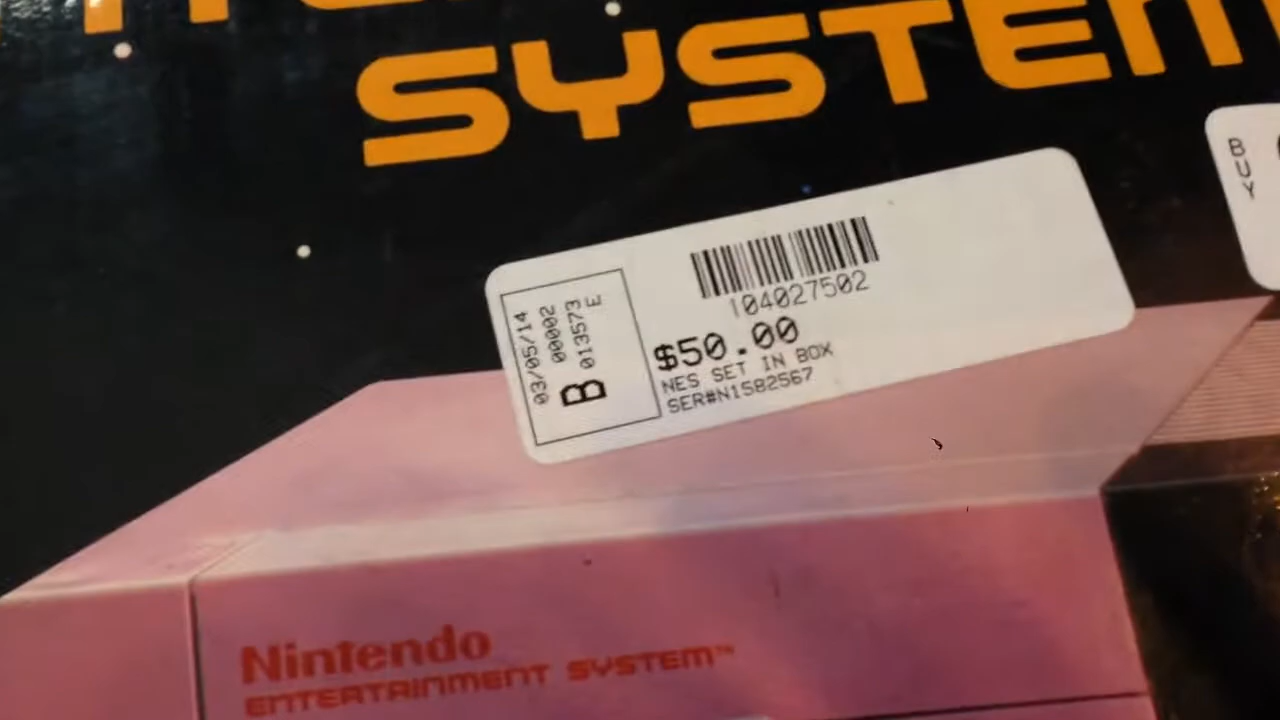 SYSTEM
BUY
104027502
$50.00
NES SET IN BOX
SER#N1582567
03/05/14
00002
B 013573
E
Nintendo
ENTERTAINMENT SYSTEM™